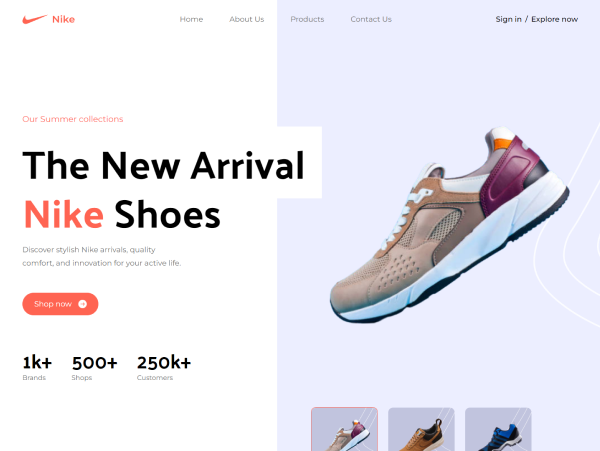 Nike
Home About Us Products Contact Us Sign in / Explore now
Our Summer collections
The New Arrival
Nike Shoes
Discover stylish Nike arrivals, quality
comfort, and innovation for your active life.
Shop now
1k+ 500+ 250k+
Brands Shops Customers